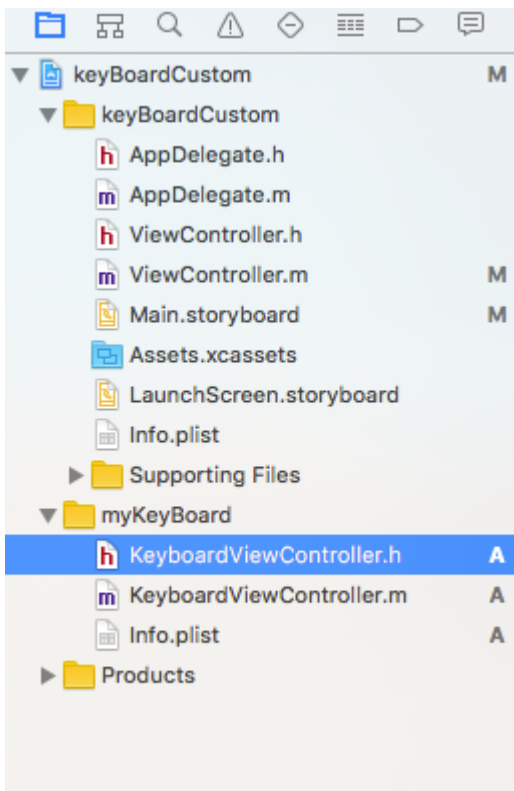 keyBoardCustom M
keyBoardCustom
h AppDelegate.h
m AppDelegate.m
h ViewController.h
m ViewController.m M
Main.storyboard M
Assets.xcassets
LaunchScreen.storyboard
Info.plist
Supporting Files
myKeyBoard
h KeyboardViewController.h A
m KeyboardViewController.m A
Info.plist A
Products